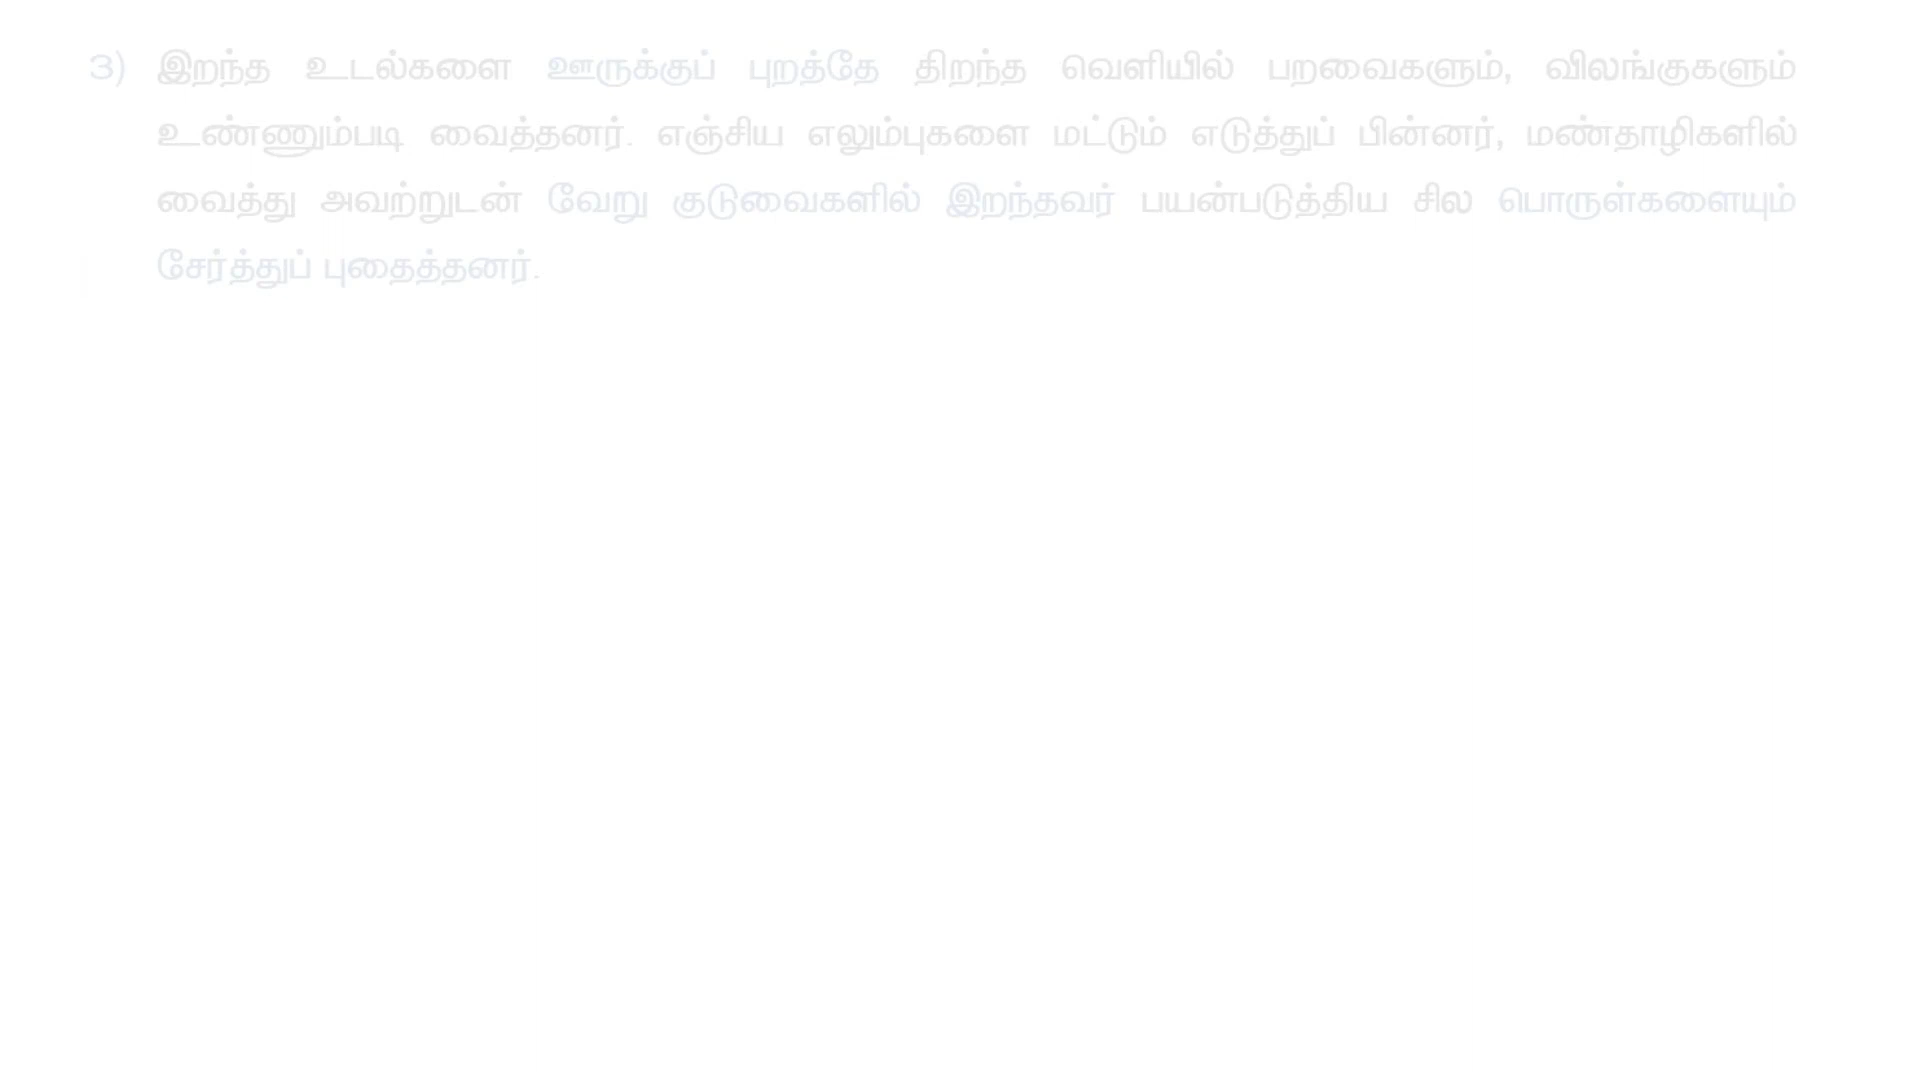 3) இறந்த உடல்களை ஊருக்குப் புறத்தே திறந்த வெளியில் பறவைகளும், விலங்குகளும்
உண்ணும்படி வைத்தனர். எஞ்சிய எலும்புகளை மட்டும் எடுத்துப் பின்னர், மண்தாழிகளில்
வைத்து அவற்றுடன் வேறு குடுவைகளில் இறந்தவர் பயன்படுத்திய சில பொருள்களையும்
சேர்த்துப் புதைத்தனர்.